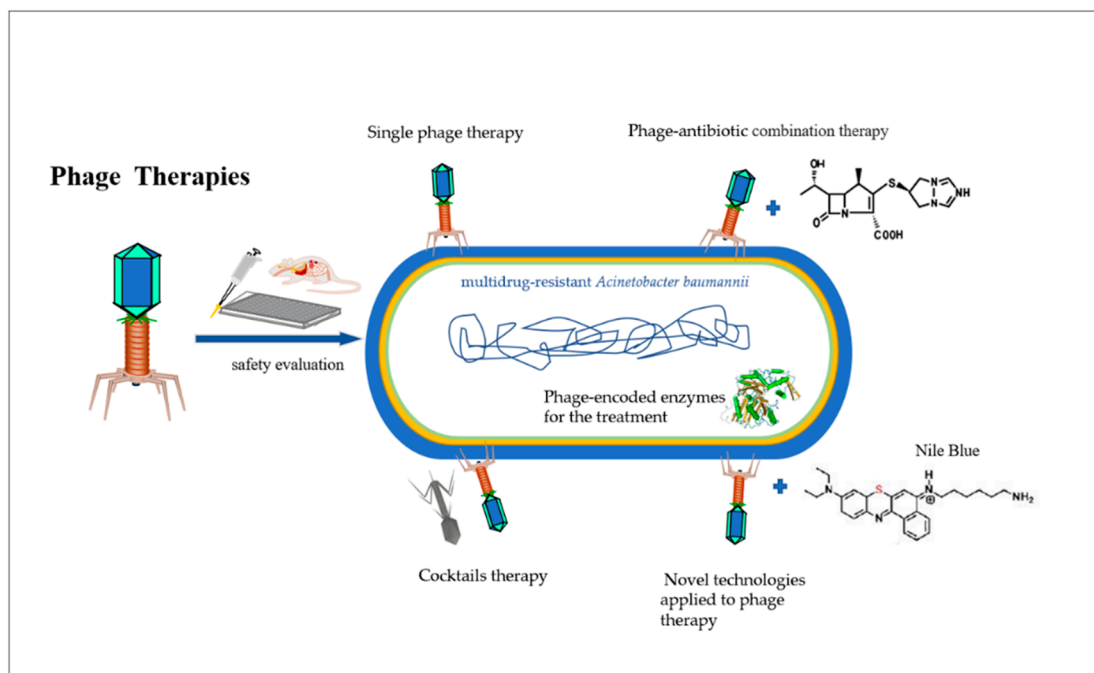 Single phage therapy
Phage-antibiotic combination therapy
Phage Therapies
OH
S
N
N
NH
N
O
COOH
multidrug-resistant Acinetobacter baumannii
safety evaluation
Phage-encoded enzymes
for the treatment
Nile Blue
H
N
S
N
NH2
N
Cocktails therapy
Novel technologies
applied to phage
therapy